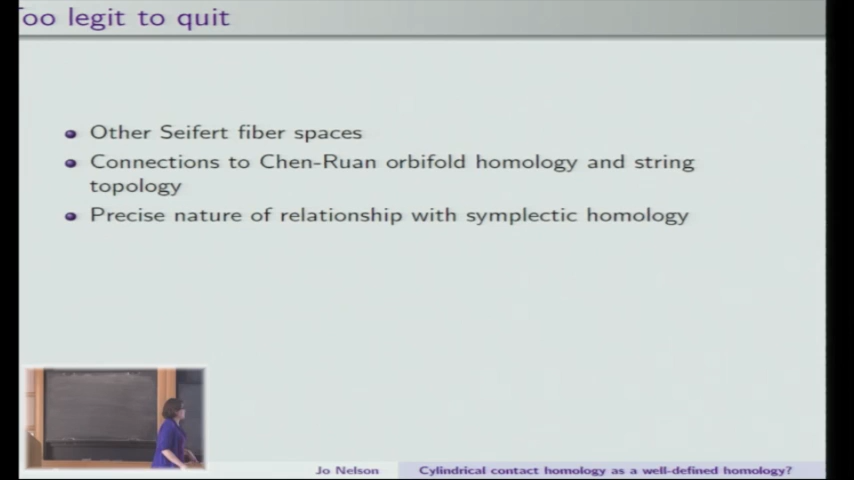 Too legit to quit
Other Seifert fiber spaces
Connections to Chen-Ruan orbifold homology and string
topology
Precise nature of relationship with symplectic homology
Jo Nelson Cylindrical contact homology as a well-defined homology?